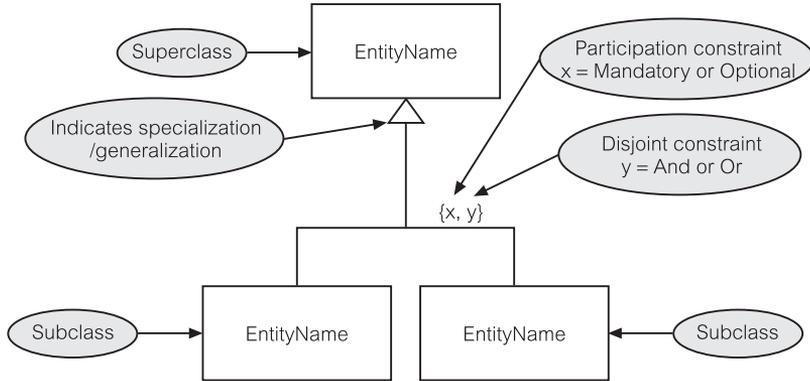 Superclass
EntityName
Participation constraint
x = Mandatory or Optional
Indicates specialization
/generalization
Disjoint constraint
y = And or Or
{x, y}
Subclass
EntityName
EntityName
Subclass